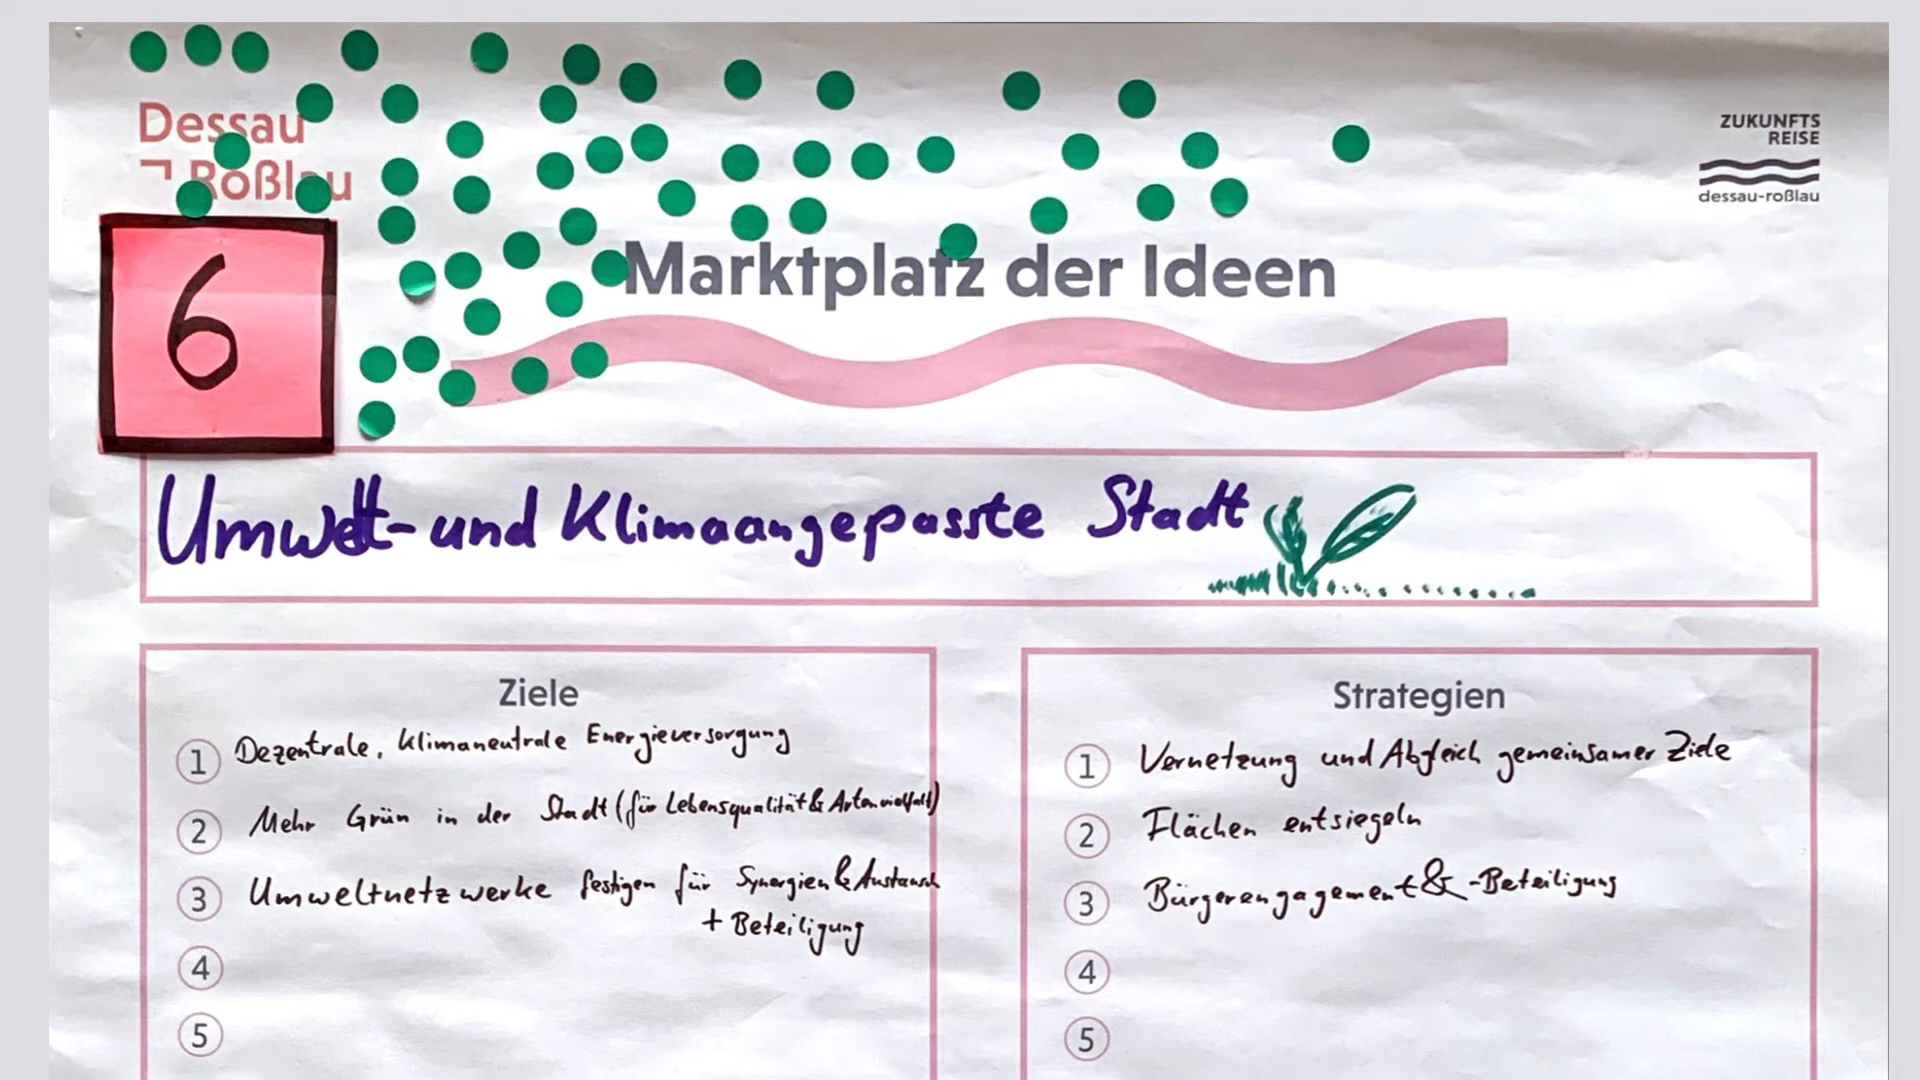 Dessau
Roßlau
ZUKUNFTS
REISE
dessau-roßlau
6
Marktplatz der Ideen
Umwelt- und Klimaangepasste Stadt
Ziele
1 Dezentrale, klimaneutrale Energieversorgung
2 Mehr Grün in der Stadt (für Lebensqualität & Artenvielfalt)
3 Umweltnetzwerke festigen für Synergien & Austausch
+ Beteiligung
4
5
Strategien
1 Vernetzung und Abgleich gemeinsamer Ziele
2 Flächen entsiegeln
3 Bürgerengagement & -Beteiligung
4
5